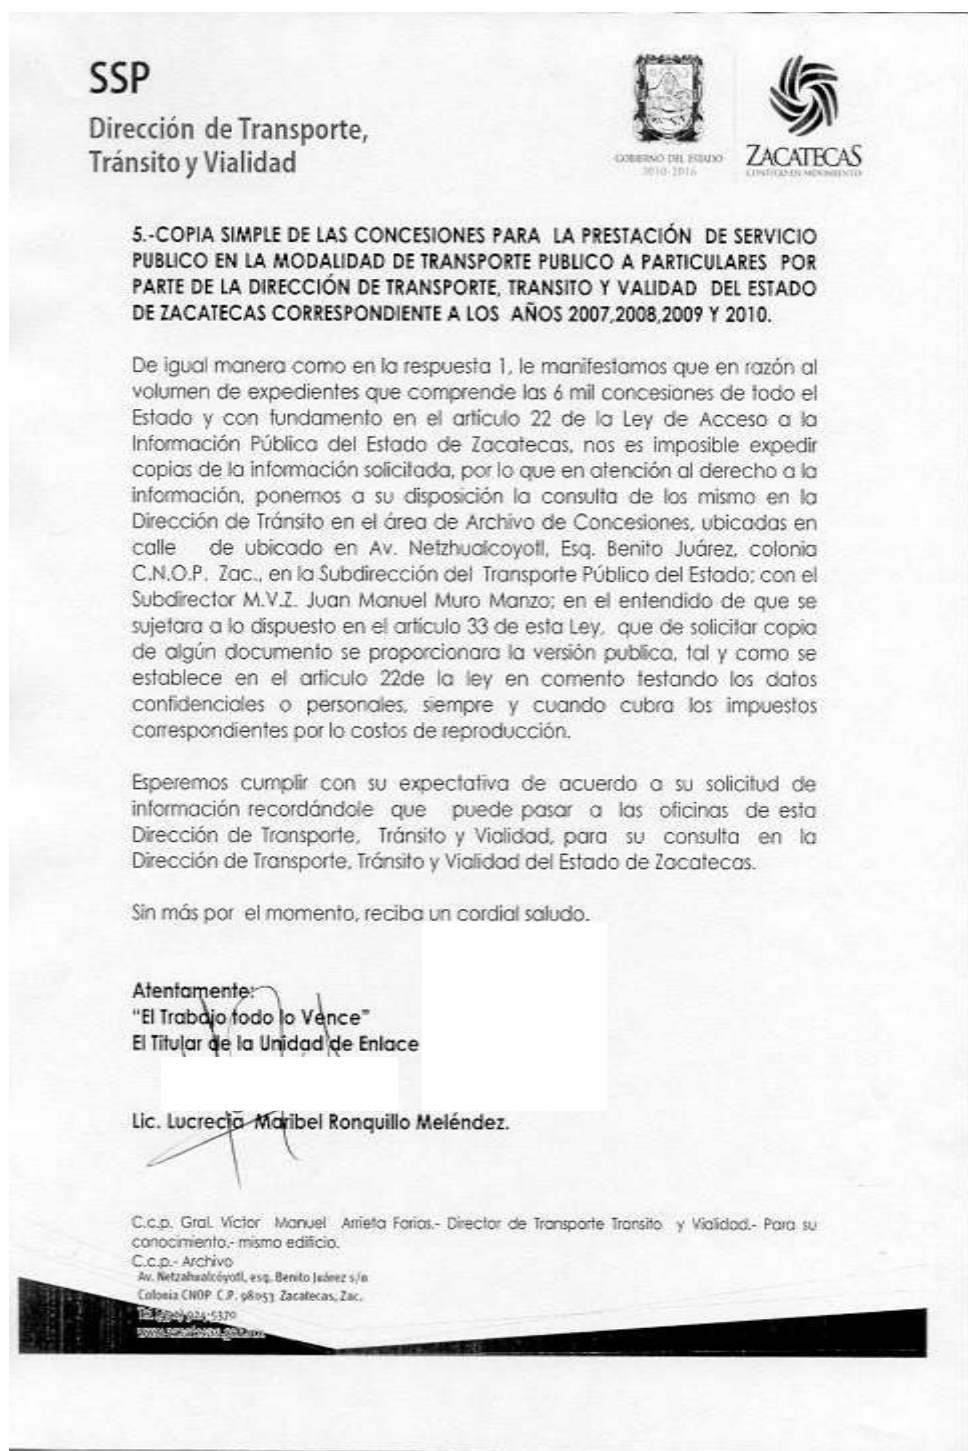 SSP
Dirección de Transporte,
Tránsito y Vialidad
GOBIERNO DEL ESTADO
2010-2016
ZACATECAS
CONTIGO EN MOVIMIENTO
5.-COPIA SIMPLE DE LAS CONCESIONES PARA LA PRESTACIÓN DE SERVICIO
PUBLICO EN LA MODALIDAD DE TRANSPORTE PUBLICO A PARTICULARES POR
PARTE DE LA DIRECCIÓN DE TRANSPORTE, TRANSITO Y VALIDAD DEL ESTADO
DE ZACATECAS CORRESPONDIENTE A LOS AÑOS 2007,2008,2009 Y 2010.
De igual manera como en la respuesta 1, le manifestamos que en razón al
volumen de expedientes que comprende las 6 mil concesiones de todo el
Estado y con fundamento en el artículo 22 de la Ley de Acceso a la
Información Pública del Estado de Zacatecas, nos es imposible expedir
copias de la información solicitada, por lo que en atención al derecho a la
información, ponemos a su disposición la consulta de los mismo en la
Dirección de Tránsito en el área de Archivo de Concesiones, ubicadas en
calle de ubicado en Av. Netzhualcoyotl, Esq. Benito Juárez, colonia
C.N.O.P. Zac., en la Subdirección del Transporte Público del Estado; con el
Subdirector M.V.Z. Juan Manuel Muro Manzo; en el entendido de que se
sujetara a lo dispuesto en el artículo 33 de esta Ley, que de solicitar copia
de algún documento se proporcionara la versión publica, tal y como se
establece en el artículo 22de la ley en comento testando los datos
confidenciales o personales, siempre y cuando cubra los impuestos
correspondientes por lo costos de reproducción.
Esperemos cumplir con su expectativa de acuerdo a su solicitud de
información recordándole que puede pasar a las oficinas de esta
Dirección de Transporte, Tránsito y Vialidad, para su consulta en la
Dirección de Transporte, Tránsito y Vialidad del Estado de Zacatecas.
Sin más por el momento, reciba un cordial saludo.
Atentamente:
"El Trabajo todo lo Vence"
El Titular de la Unidad de Enlace
Lic. Lucrecia Maribel Ronquillo Meléndez.
C.c.p. Gral. Víctor Manuel Arrieta Farias.- Director de Transporte Transito y Vialidad.- Para su
conocimiento.- mismo edificio.
C.c.p.- Archivo
Av. Netzahualcóyotl, esq. Benito Juárez s/n
Colonia CNOP C.P. 98053 Zacatecas, Zac.
924-5370